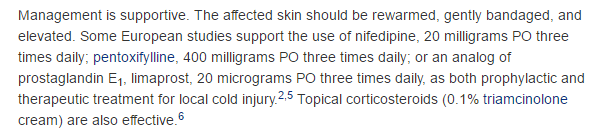 Management is supportive. The affected skin should be rewarmed, gently bandaged, and
elevated. Some European studies support the use of nifedipine, 20 milligrams PO three
times daily; pentoxifylline, 400 milligrams PO three times daily; or an analog of
prostaglandin E1, limaprost, 20 micrograms PO three times daily, as both prophylactic and
therapeutic treatment for local cold injury.2,5 Topical corticosteroids (0.1% triamcinolone
cream) are also effective.6